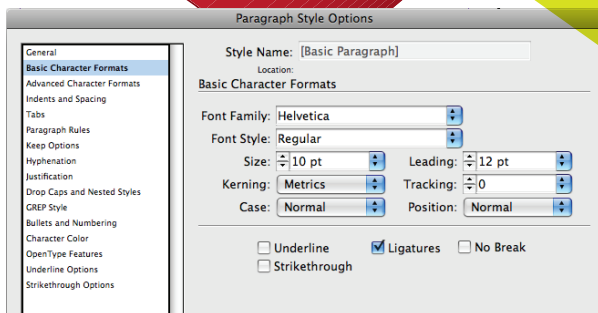 Paragraph Style Options
General
Basic Character Formats
Advanced Character Formats
Indents and Spacing
Tabs
Paragraph Rules
Keep Options
Hyphenation
Justification
Drop Caps and Nested Styles
GREP Style
Bullets and Numbering
Character Color
OpenType Features
Underline Options
Strikethrough Options
Style Name: [Basic Paragraph]
Location:
Basic Character Formats
Font Family: Helvetica
Font Style: Regular
Size: 10 pt Leading: 12 pt
Kerning: Metrics Tracking: 0
Case: Normal Position: Normal
Underline Ligatures No Break
Strikethrough